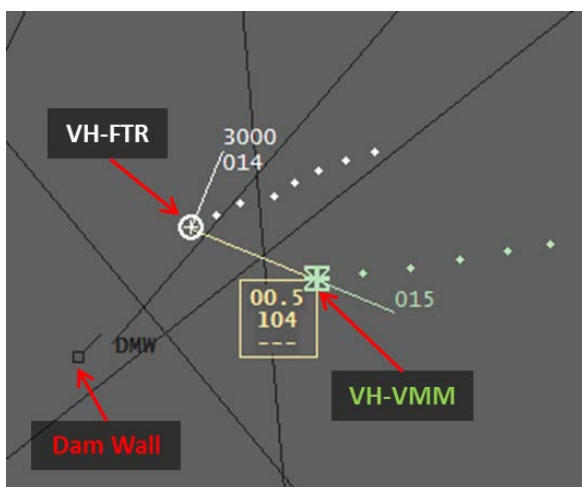 VH-FTR
3000
014
00.5
104
---
015
DMW
VH-VMM
Dam Wall